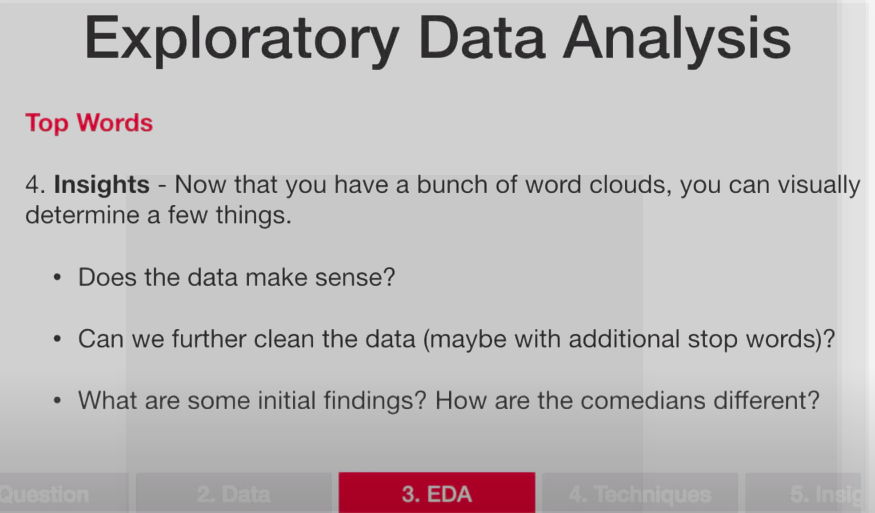 Exploratory Data Analysis
Top Words
4. Insights - Now that you have a bunch of word clouds, you can visually
determine a few things.
• Does the data make sense?
• Can we further clean the data (maybe with additional stop words)?
• What are some initial findings? How are the comedians different?
Question 2. Data 3. EDA 4. Techniques 5. Insig